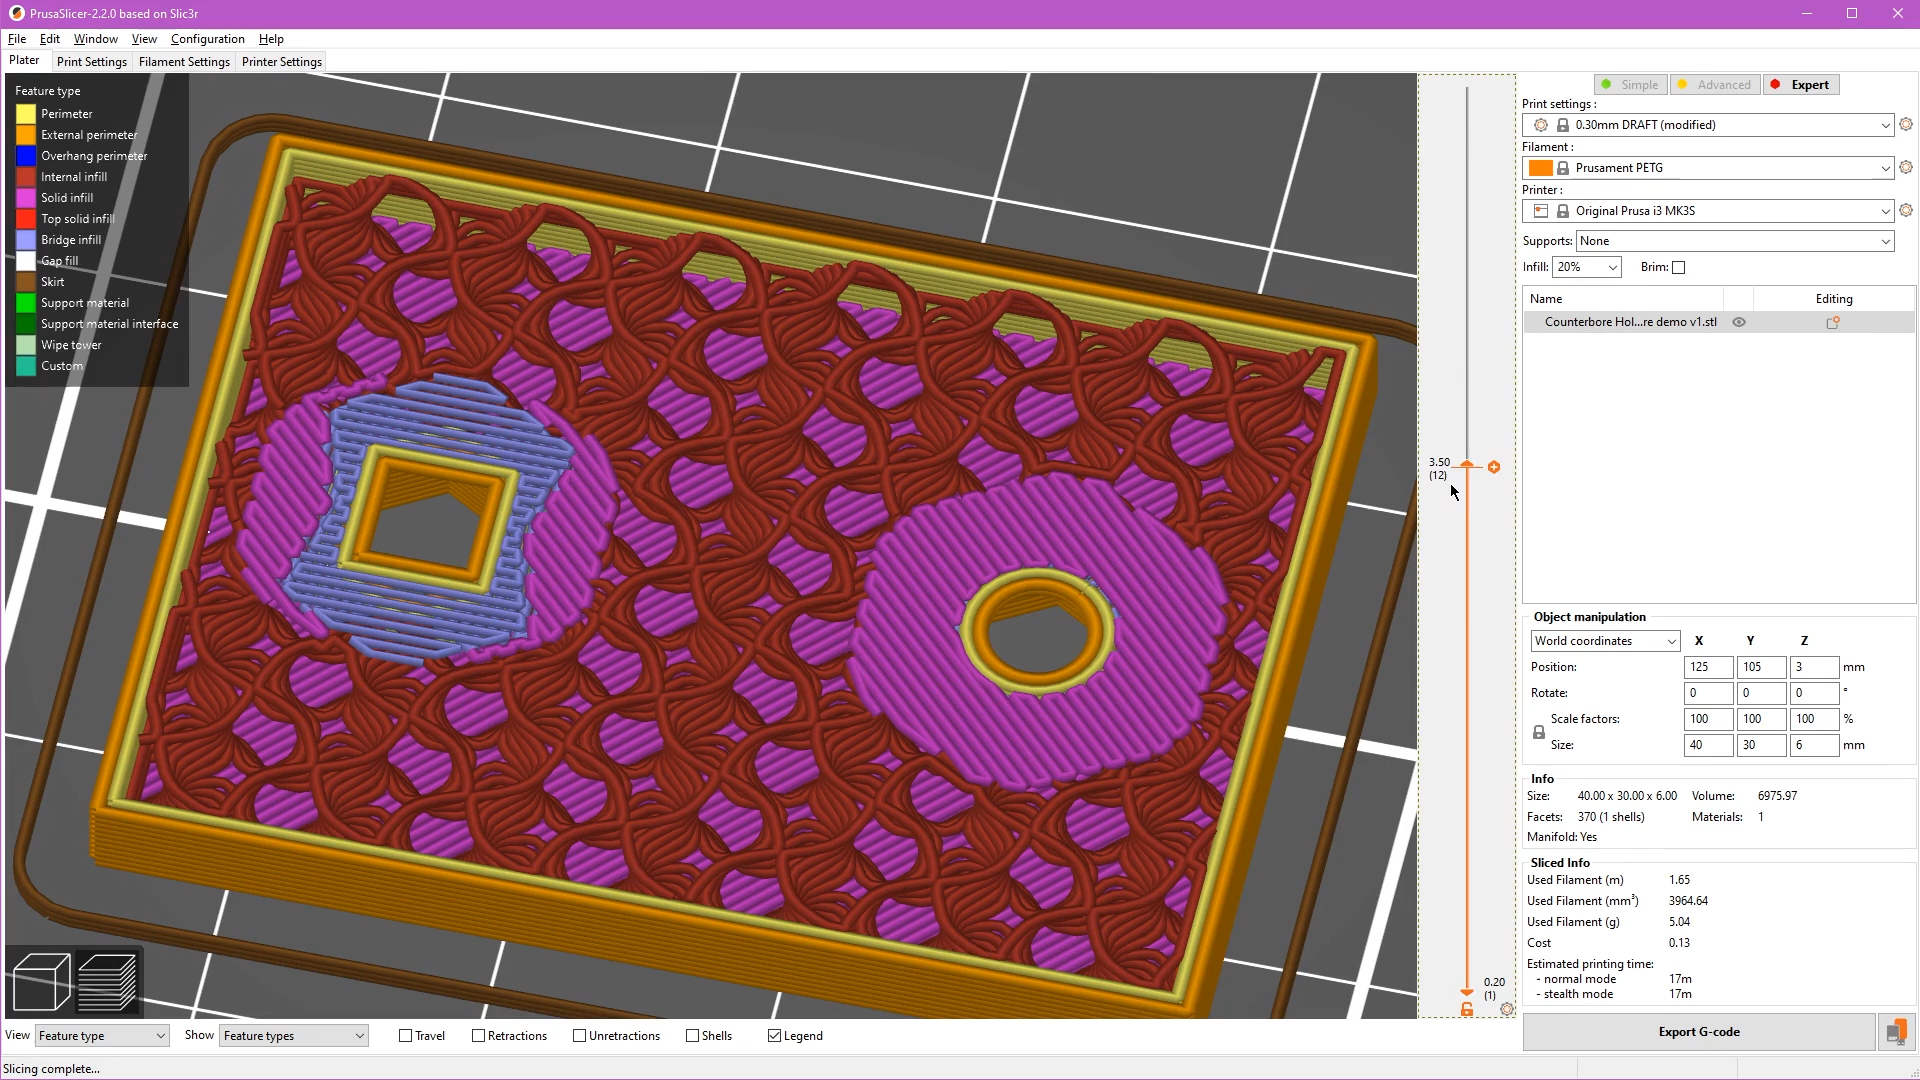 PrusaSlicer-2.2.0 based on Slic3r
File Edit Window View Configuration Help
Plater Print Settings Filament Settings Printer Settings
Feature type
Perimeter
External perimeter
Overhang perimeter
Internal infill
Solid infill
Top solid infill
Bridge infill
Gap fill
Skirt
Support material
Support material interface
Wipe tower
Custom
3.50
(12)
0.20
(1)
Simple Advanced Expert
Print settings :
0.30mm DRAFT (modified)
Filament :
Prusament PETG
Printer :
Original Prusa i3 MK3S
Supports: None
Infill: 20% Brim:
Name Editing
Counterbore Hol...re demo v1.stl
Object manipulation
World coordinates X Y Z
Position: 125 105 3 mm
Rotate: 0 0 0 °
Scale factors: 100 100 100 %
Size: 40 30 6 mm
Info
Size: 40.00 x 30.00 x 6.00 Volume: 6975.97
Facets: 370 (1 shells) Materials: 1
Manifold: Yes
Sliced Info
Used Filament (m) 1.65
Used Filament (mm³) 3964.64
Used Filament (g) 5.04
Cost 0.13
Estimated printing time:
- normal mode 17m
- stealth mode 17m
Export G-code
View Feature type Show Feature types Travel Retractions Unretractions Shells Legend
Slicing complete...